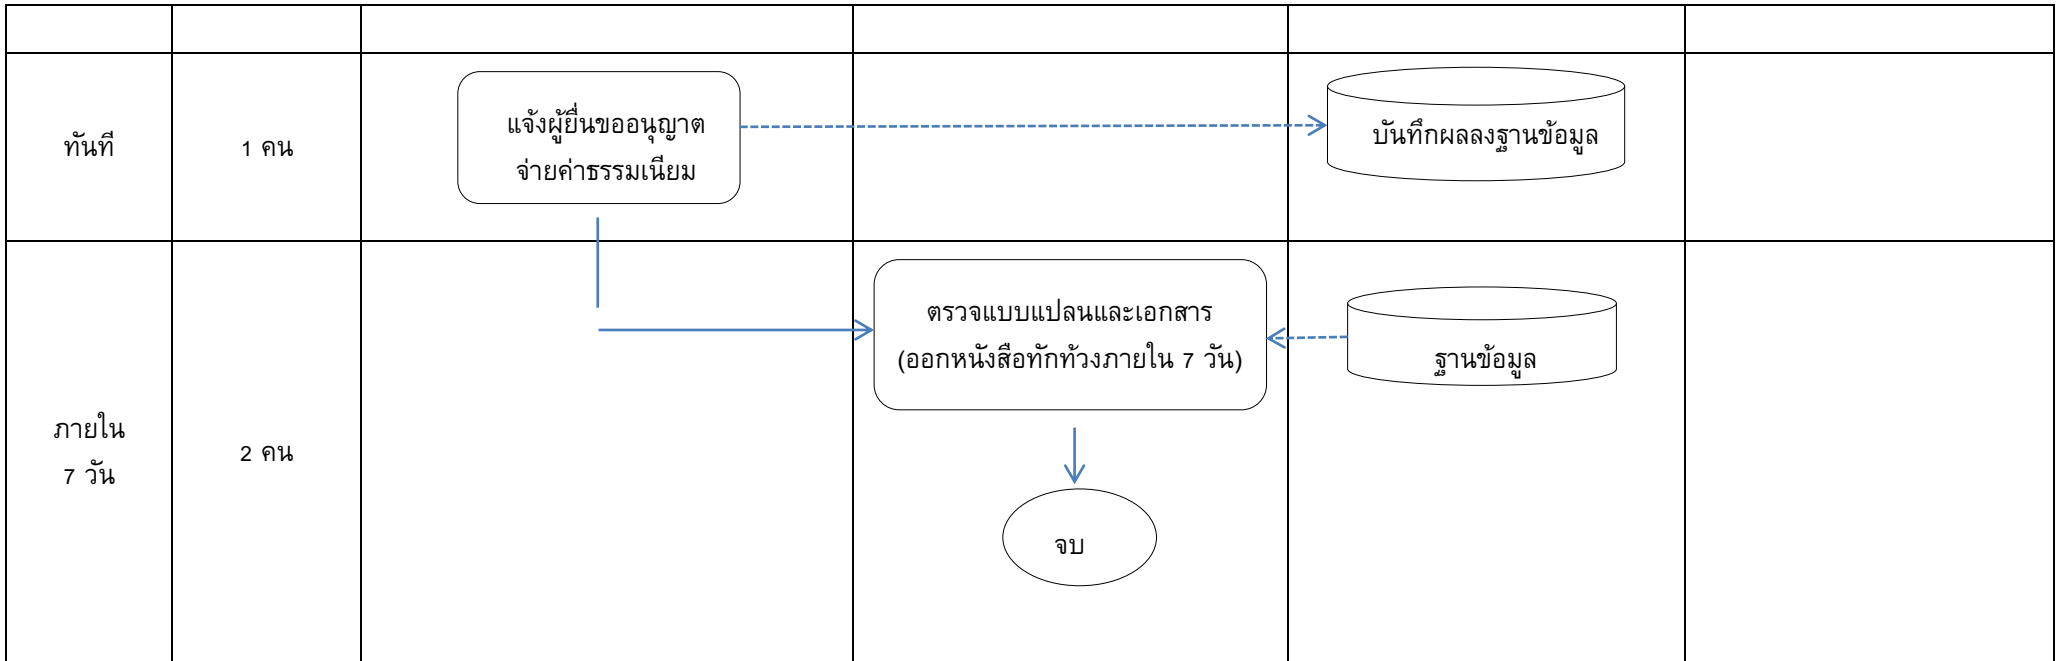 ทันที
1 คน
แจ้งผู้ยื่นขออนุญาต
จ่ายค่าธรรมเนียม
บันทึกผลลงฐานข้อมูล
ภายใน
7 วัน
2 คน
ตรวจแบบแปลนและเอกสาร
(ออกหนังสือทักท้วงภายใน 7 วัน)
ฐานข้อมูล
จบ